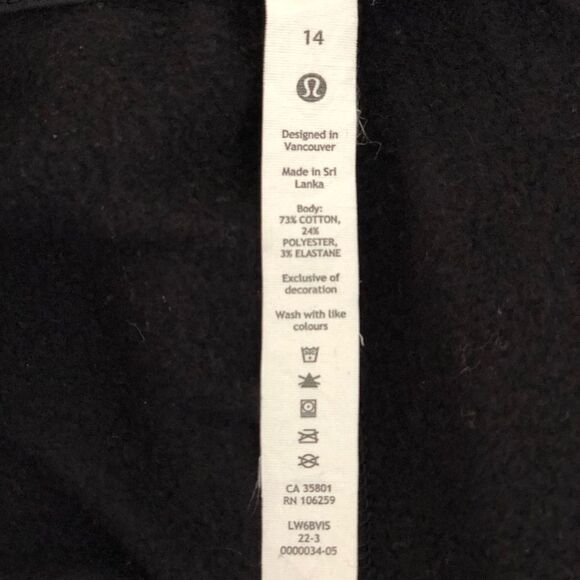 14
Designed in
Vancouver
Made in Sri
Lanka
Body:
73% COTTON,
24%
POLYESTER,
3% ELASTANE
Exclusive of
decoration
Wash with like
colours
CA 35801
RN 106259
LW6BVIS
22-3
0000034-05